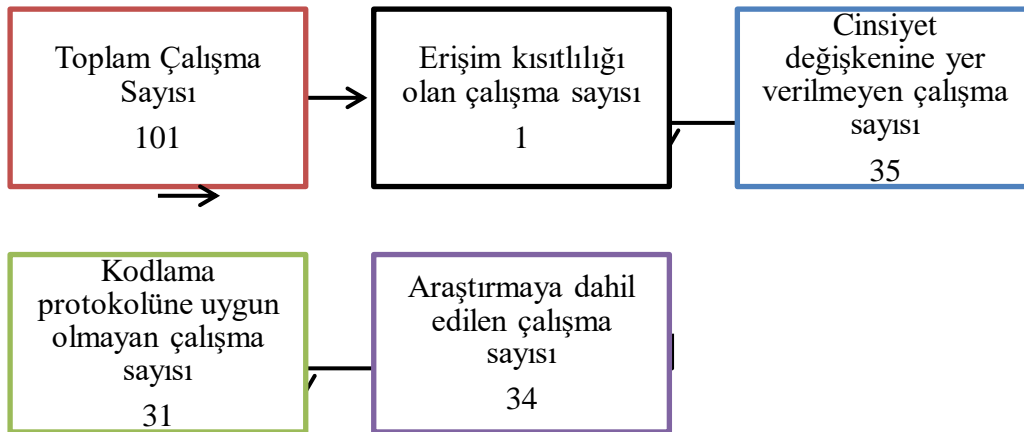 Toplam Çalışma
Sayısı
101
Erişim kısıtlılığı
olan çalışma sayısı
1
Cinsiyet
değişkenine yer
verilmeyen çalışma
sayısı
35
Kodlama
protokolüne uygun
olmayan çalışma
sayısı
31
Araştırmaya dahil
edilen çalışma
sayısı
34